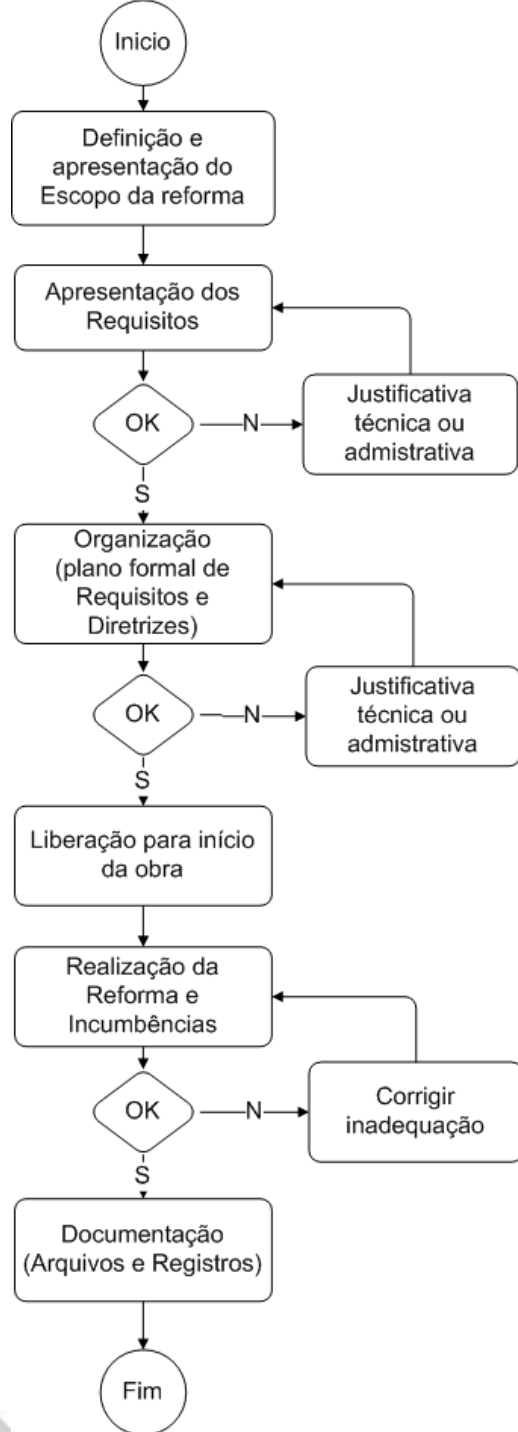 Inicio
Definição e
apresentação do
Escopo da reforma
Apresentação dos
Requisitos
OK
N
Justificativa
técnica ou
admistrativa
S
Organização
(plano formal de
Requisitos e
Diretrizes)
OK
N
Justificativa
técnica ou
admistrativa
S
Liberação para início
da obra
Realização da
Reforma e
Incumbências
OK
N
Corrigir
inadequação
S
Documentação
(Arquivos e Registros)
Fim